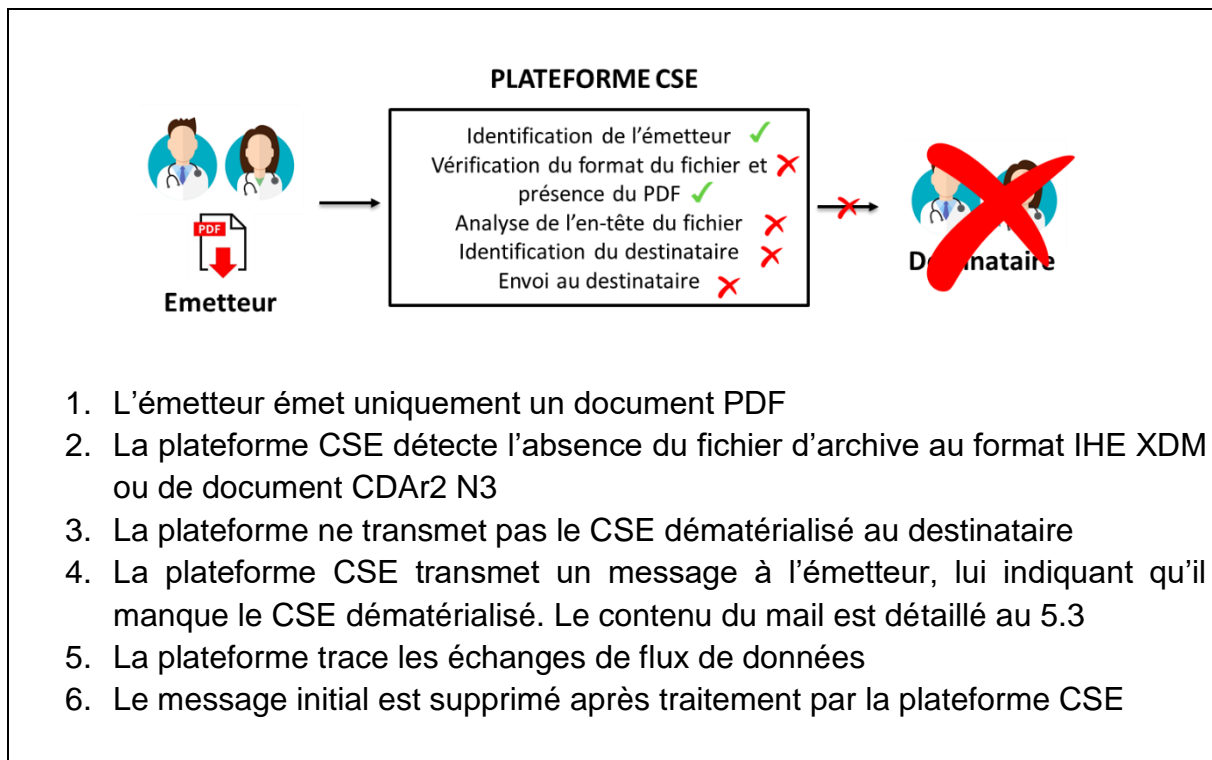 PLATEFORME CSE
Identification de l’émetteur
Vérification du format du fichier et
présence du PDF
Analyse de l’en-tête du fichier
Identification du destinataire
Envoi au destinataire
PDF
Emetteur
Destinataire
1. L’émetteur émet uniquement un document PDF
2. La plateforme CSE détecte l’absence du fichier d’archive au format IHE XDM
ou de document CDAr2 N3
3. La plateforme ne transmet pas le CSE dématérialisé au destinataire
4. La plateforme CSE transmet un message à l’émetteur, lui indiquant qu’il
manque le CSE dématérialisé. Le contenu du mail est détaillé au 5.3
5. La plateforme trace les échanges de flux de données
6. Le message initial est supprimé après traitement par la plateforme CSE